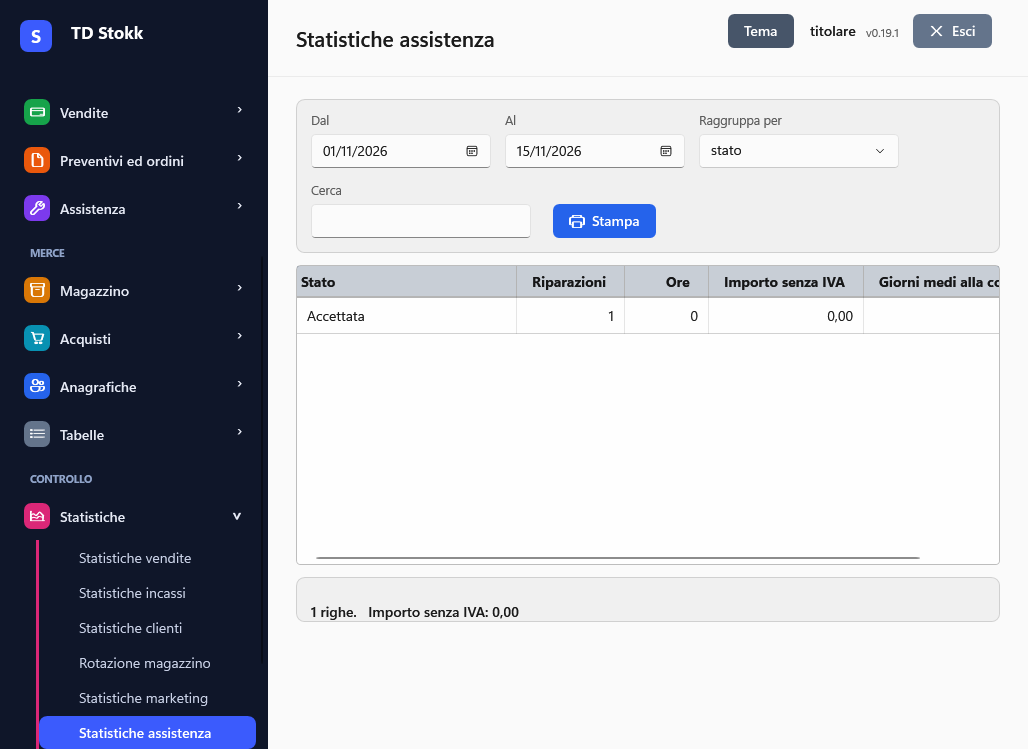 S TD Stokk
Vendite
Preventivi ed ordini
Assistenza
MERCE
Magazzino
Acquisti
Anagrafiche
Tabelle
CONTROLLO
Statistiche
Statistiche vendite
Statistiche incassi
Statistiche clienti
Rotazione magazzino
Statistiche marketing
Statistiche assistenza
Statistiche assistenza
Tema titolare v0.19.1 Esci
Dal Al Raggruppa per
01/11/2026 15/11/2026 stato
Cerca
Stampa
Stato Riparazioni Ore Importo senza IVA Giorni medi alla
Accettata 1 0 0,00
1 righe. Importo senza IVA: 0,00